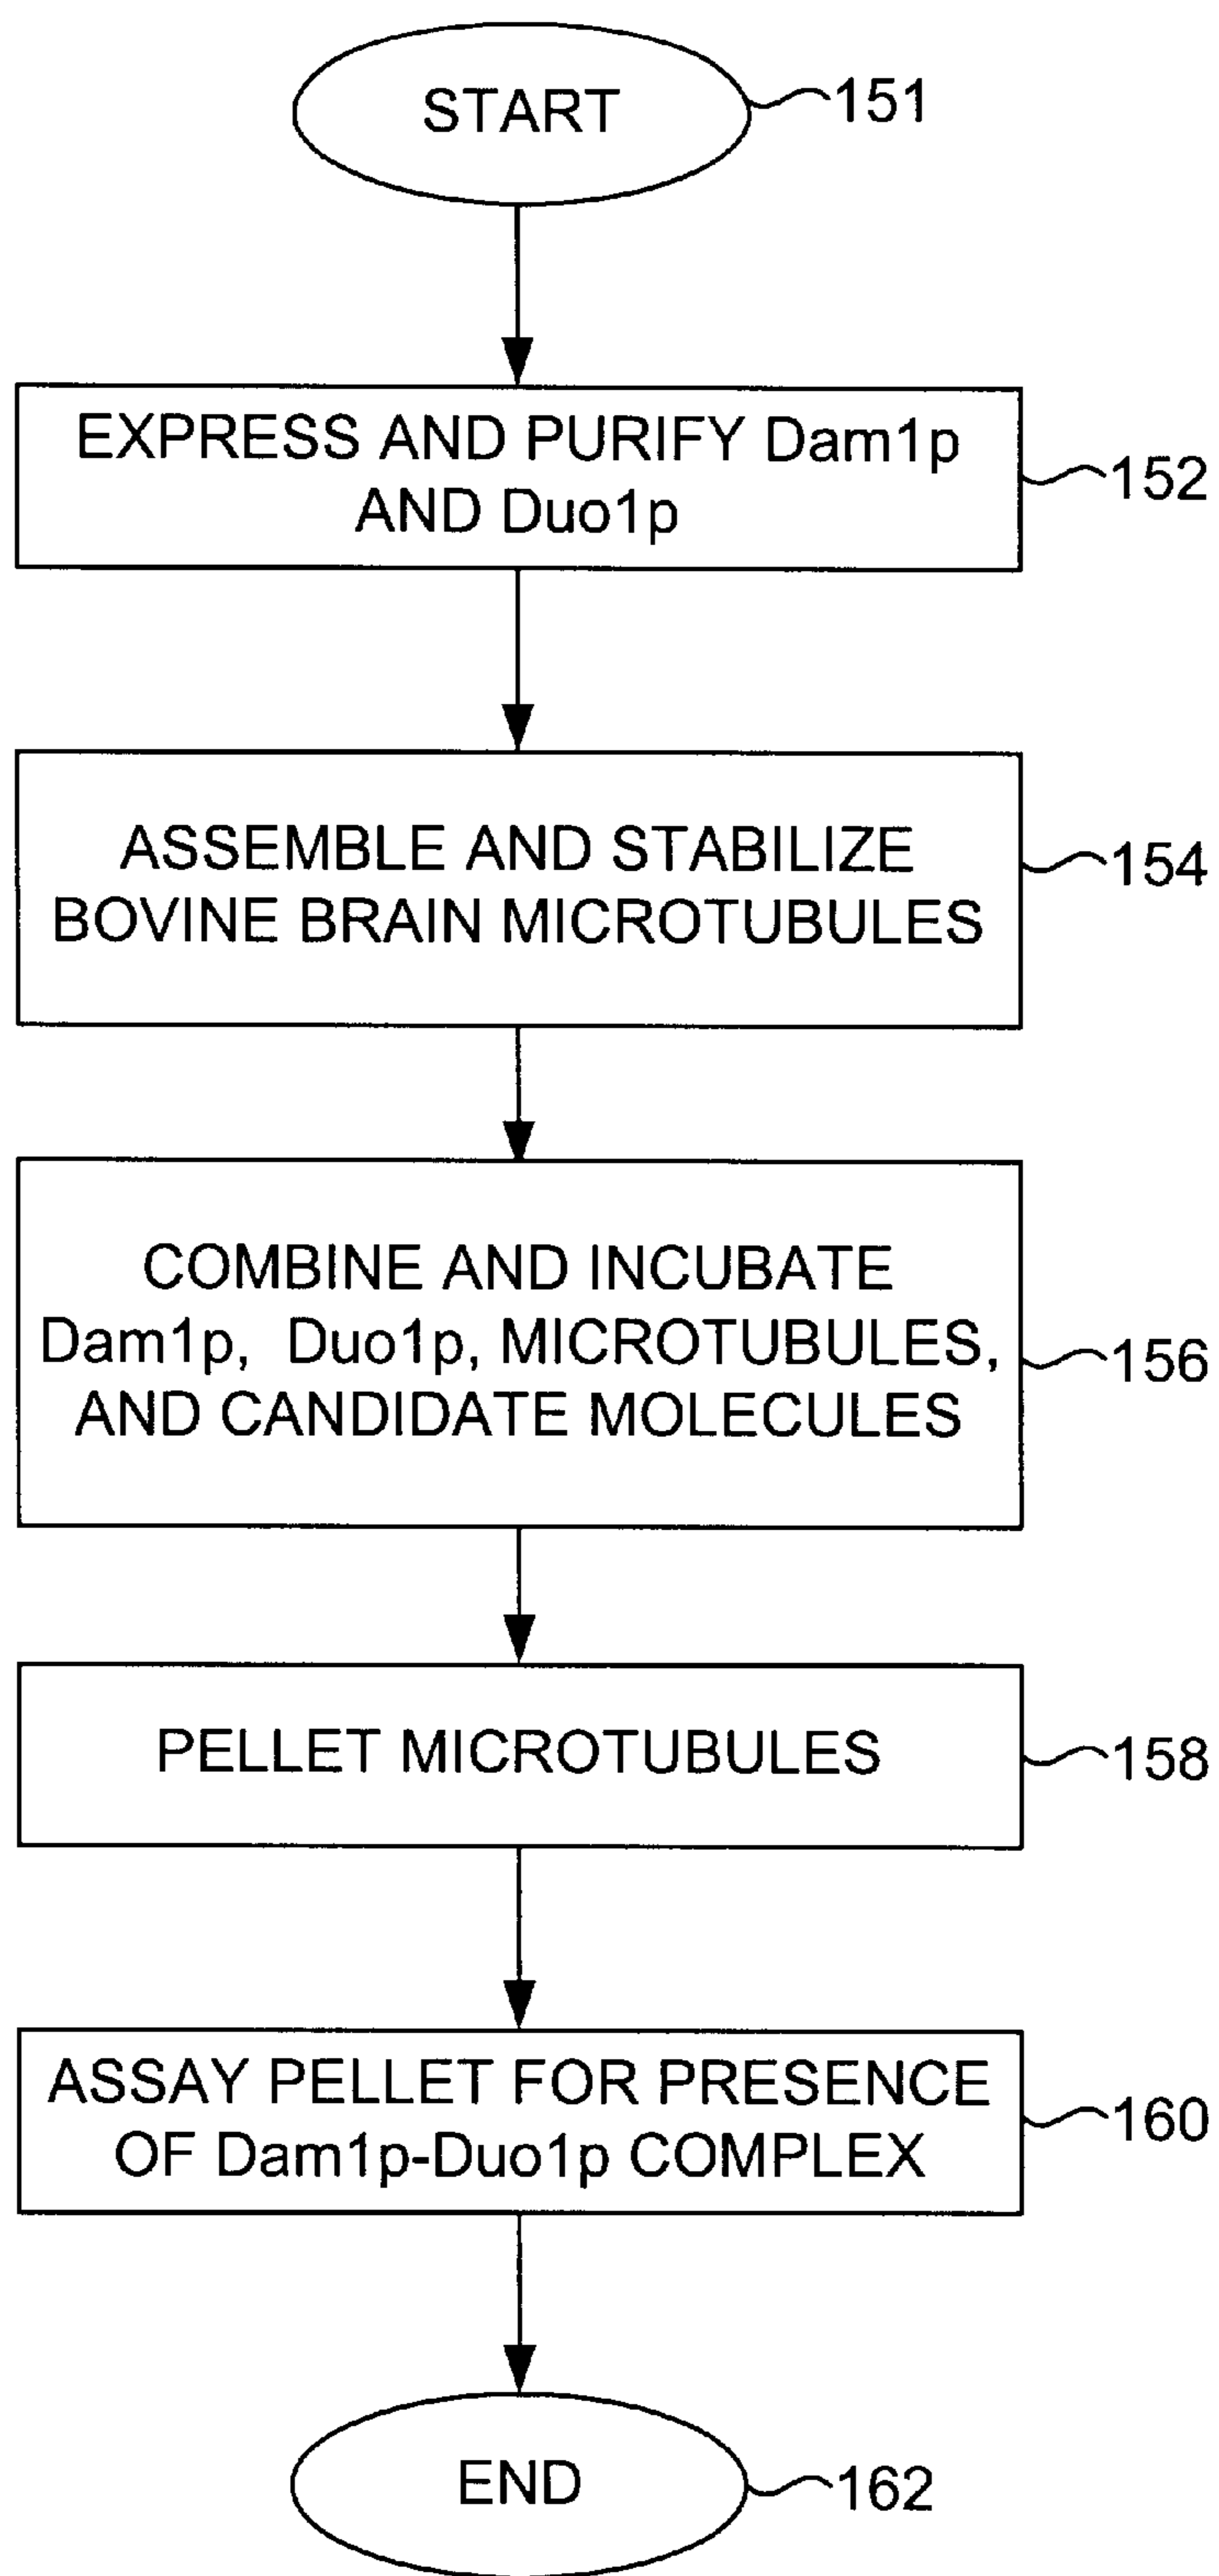 START
151
EXPRESS AND PURIFY Dam1p
AND Duo1p
152
ASSEMBLE AND STABILIZE
BOVINE BRAIN MICROTUBULES
154
COMBINE AND INCUBATE
Dam1p, Duo1p, MICROTUBULES,
AND CANDIDATE MOLECULES
156
PELLET MICROTUBULES
158
ASSAY PELLET FOR PRESENCE
OF Dam1p-Duo1p COMPLEX
160
END
162